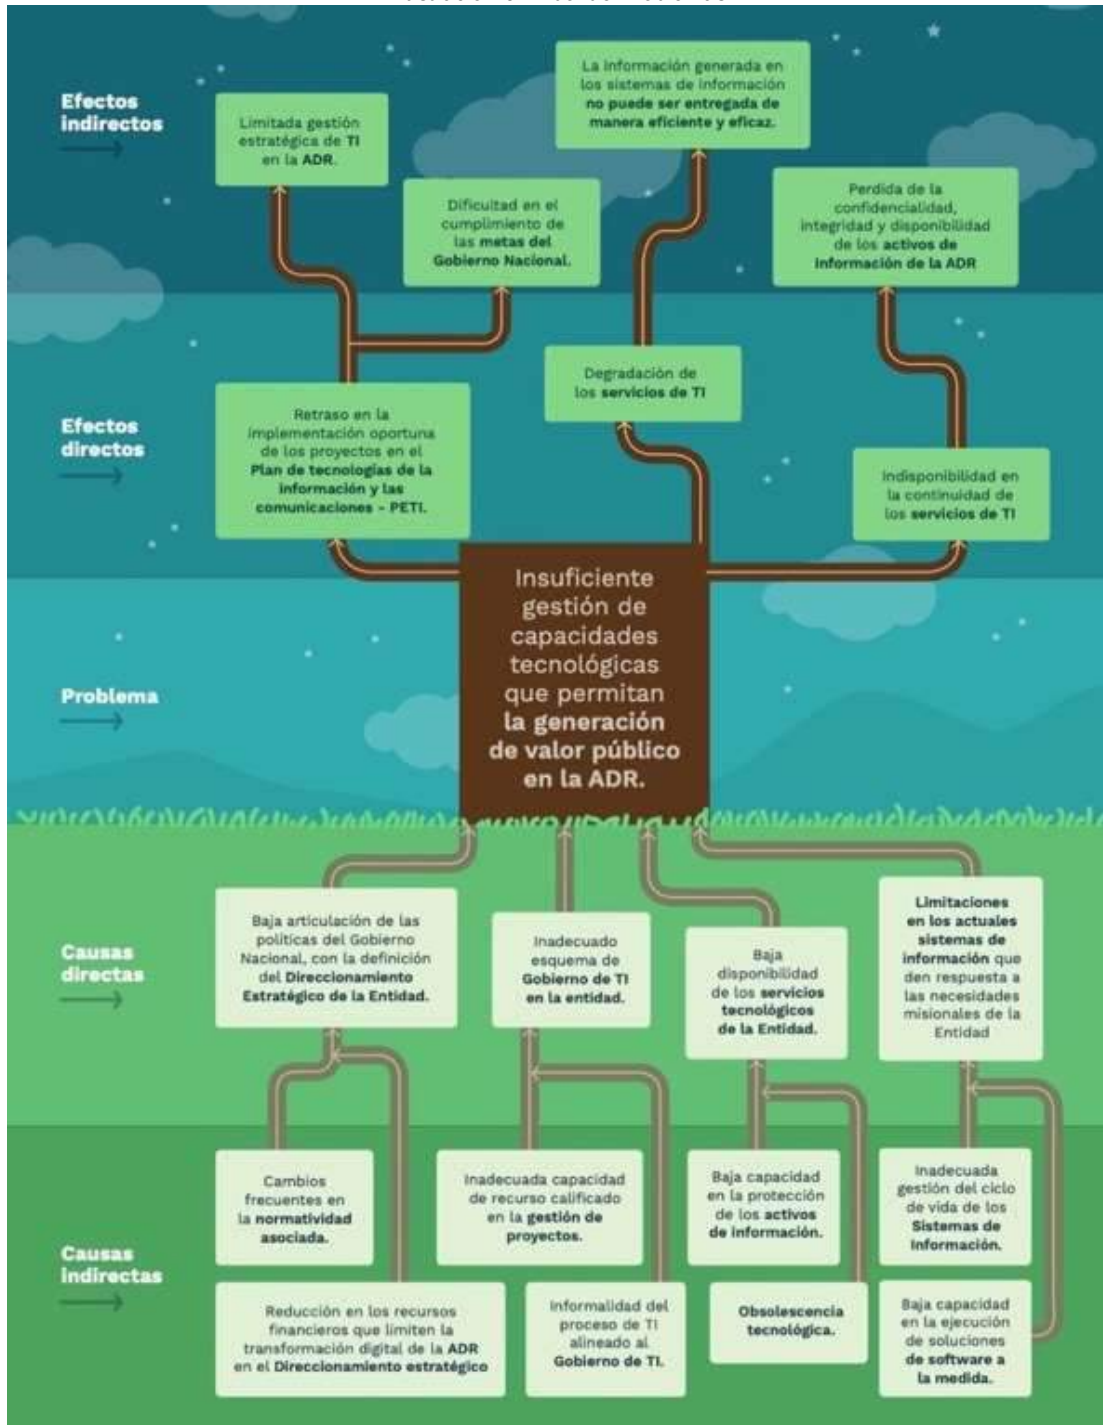 Efectos
indirectos
La información generada en
los sistemas de información
no puede ser entregada de
manera eficiente y eficaz.
Limitada gestión
estratégica de TI
en la ADR.
Dificultad en el
cumplimiento de
las metas del
Gobierno Nacional.
Perdida de la
confidencialidad,
integridad y disponibilidad
de los activos de
Información de la ADR
Efectos
directos
Retraso en la
implementación oportuna
de los proyectos en el
Plan de tecnologías de la
información y las
comunicaciones - PETI.
Degradación de
los servicios de TI
Indisponibilidad en
la continuidad de
los servicios de TI
Problema
Insuficiente
gestión de
capacidades
tecnológicas
que permitan
la generación
de valor público
en la ADR.
Causas
directas
Baja articulación de las
políticas del Gobierno
Nacional, con la definición
del Direccionamiento
Estratégico de la Entidad.
Inadecuado
esquema de
Gobierno de TI
en la entidad.
Baja
disponibilidad
de los servicios
tecnológicos
de la Entidad.
Limitaciones
en los actuales
sistemas de
información que
den respuesta a
las necesidades
misionales de la
Entidad
Causas
indirectas
Cambios
frecuentes en
la normatividad
asociada.
Inadecuada capacidad
de recurso calificado
en la gestión de
proyectos.
Baja capacidad
en la protección
de los activos
de información.
Inadecuada
gestión del ciclo
de vida de los
Sistemas de
Información.
Reducción en los recursos
financieros que limiten la
transformación digital de la ADR
en el Direccionamiento estratégico
Informalidad del
proceso de TI
alineado al
Gobierno de TI.
Obsolescencia
tecnológica.
Baja capacidad
en la ejecución
de soluciones
de software a
la medida.